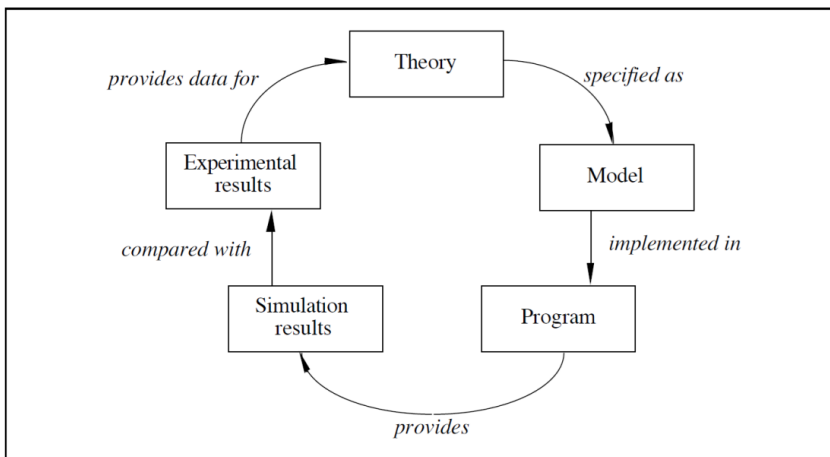 Theory
provides data for
specified as
Experimental
results
Model
compared with
implemented in
Simulation
results
Program
provides